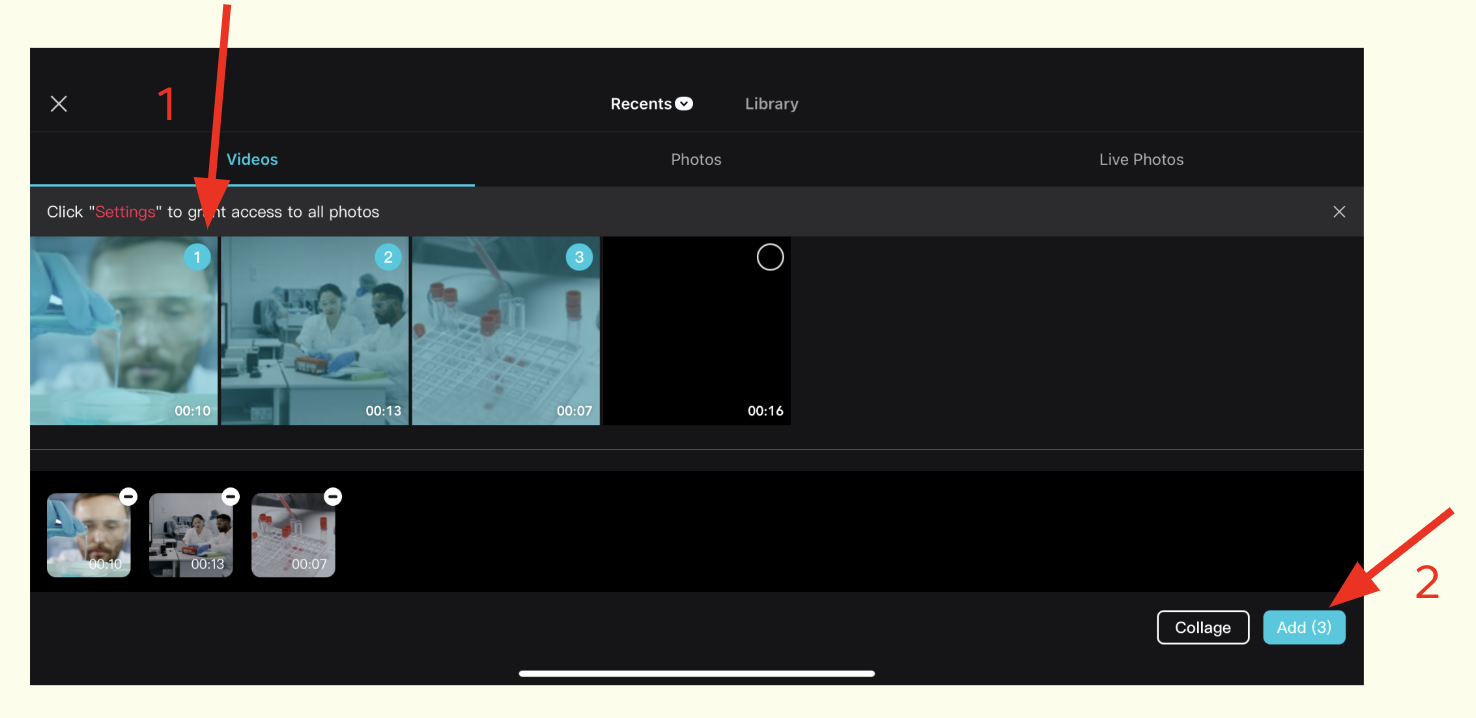 1
Recents Library
Videos Photos Live Photos
Click "Settings" to grant access to all photos
1 2 3
00:10 00:13 00:07 00:16
00:10 00:13 00:07
2
Collage Add (3)